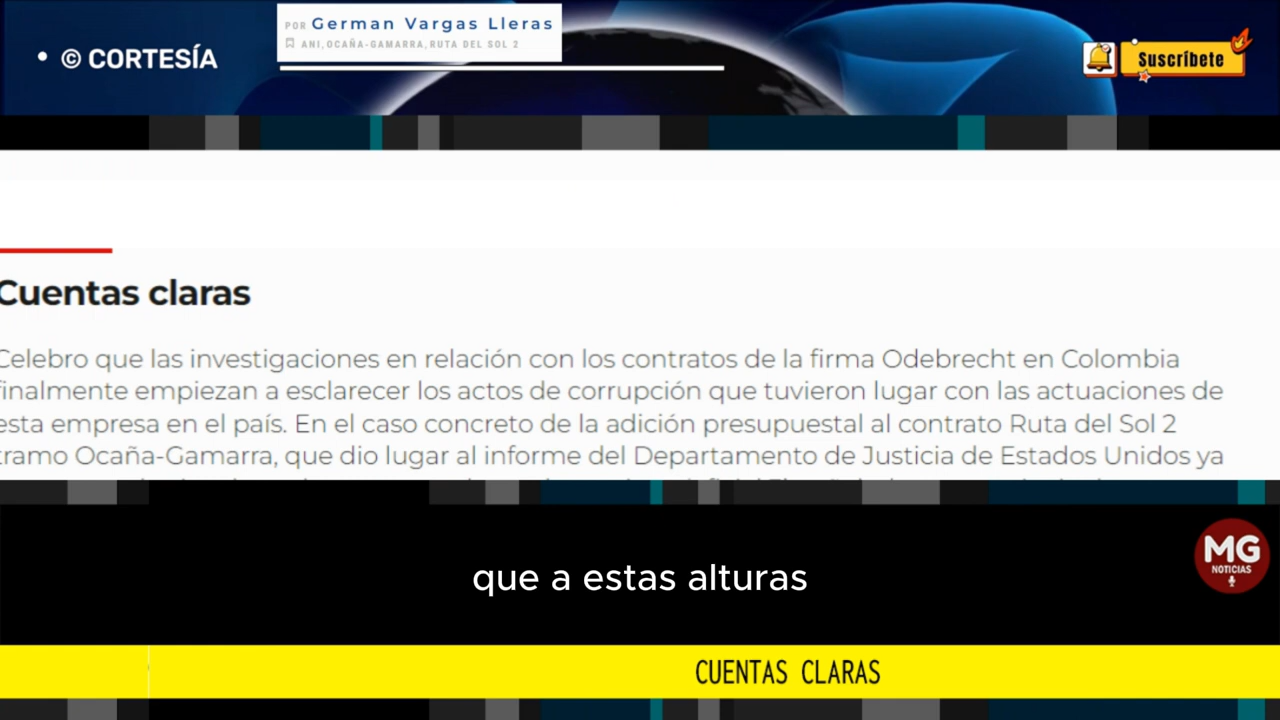 POR German Vargas Lleras
ANI, OCAÑA-GAMARRA, RUTA DEL SOL 2
• © CORTESÍA
Suscríbete
Cuentas claras
Celebro que las investigaciones en relación con los contratos de la firma Odebrecht en Colombia
finalmente empiezan a esclarecer los actos de corrupción que tuvieron lugar con las actuaciones de
esta empresa en el país. En el caso concreto de la adición presupuestal al contrato Ruta del Sol 2
tramo Ocaña-Gamarra, que dio lugar al informe del Departamento de Justicia de Estados Unidos ya
que a estas alturas
MG
NOTICIAS
CUENTAS CLARAS